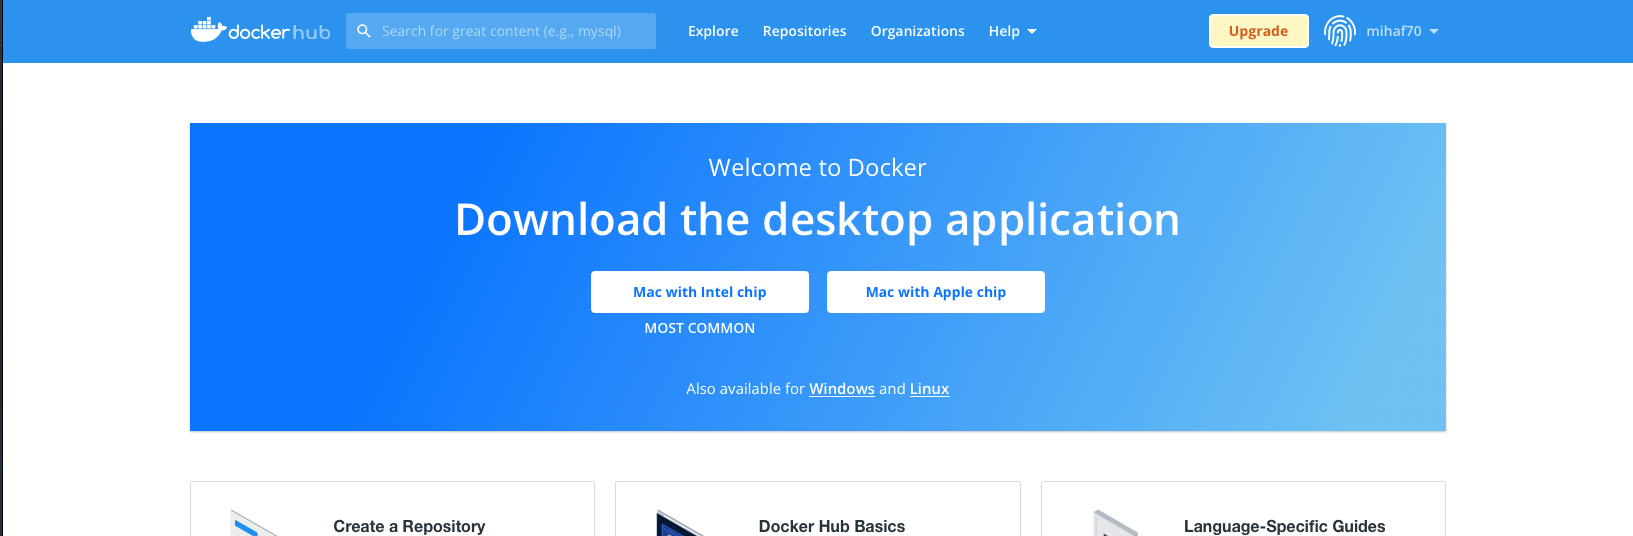 docker hub Search for great content (e.g., mysql) Explore Repositories Organizations Help Upgrade mihaf70
Welcome to Docker
Download the desktop application
Mac with Intel chip Mac with Apple chip
MOST COMMON
Also available for Windows and Linux
Create a Repository Docker Hub Basics Language-Specific Guides